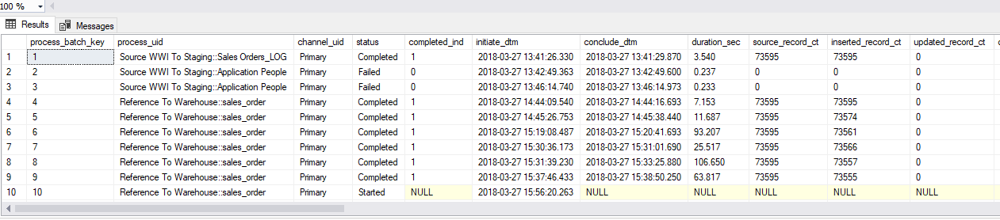 100 %
Results Messages
process_batch_key process_uid channel_uid status completed_ind initiate_dtm conclude_dtm duration_sec source_record_ct inserted_record_ct updated_record_ct
1 1 Source WWI To Staging::Sales Orders_LOG Primary Completed 1 2018-03-27 13:41:26.330 2018-03-27 13:41:29.870 3.540 73595 73595 0
2 2 Source WWI To Staging::Application People Primary Failed 0 2018-03-27 13:42:49.363 2018-03-27 13:42:49.600 0.237 0 0 0
3 3 Source WWI To Staging::Application People Primary Failed 0 2018-03-27 13:46:14.740 2018-03-27 13:46:14.973 0.233 0 0 0
4 4 Reference To Warehouse::sales_order Primary Completed 1 2018-03-27 14:44:09.540 2018-03-27 14:44:16.693 7.153 73595 73595 0
5 5 Reference To Warehouse::sales_order Primary Completed 1 2018-03-27 14:45:26.753 2018-03-27 14:45:38.440 11.687 73595 73574 0
6 6 Reference To Warehouse::sales_order Primary Completed 1 2018-03-27 15:19:08.487 2018-03-27 15:20:41.693 93.207 73595 73561 0
7 7 Reference To Warehouse::sales_order Primary Completed 1 2018-03-27 15:30:36.173 2018-03-27 15:31:01.690 25.517 73595 73566 0
8 8 Reference To Warehouse::sales_order Primary Completed 1 2018-03-27 15:31:39.230 2018-03-27 15:33:25.880 106.650 73595 73557 0
9 9 Reference To Warehouse::sales_order Primary Completed 1 2018-03-27 15:37:46.433 2018-03-27 15:38:50.250 63.817 73595 73555 0
10 10 Reference To Warehouse::sales_order Primary Started NULL 2018-03-27 15:56:20.263 NULL NULL NULL NULL NULL